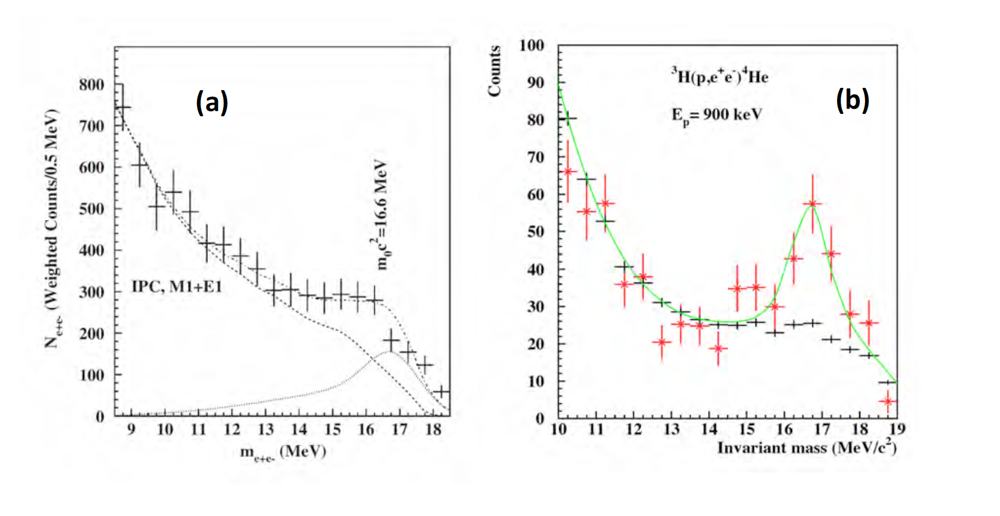 (a)
N e+e- (Weighted Counts/0.5 MeV)
800
700
600
500
400
300
200
100
0
IPC, M1+E1
m₀c²=16.6 MeV
9 10 11 12 13 14 15 16 17 18
m e+e- (MeV)
(b)
Counts
100
90
80
70
60
50
40
30
20
10
0
³H(p,e⁺e⁻)⁴He
Eₚ= 900 keV
10 11 12 13 14 15 16 17 18 19
Invariant mass (MeV/c²)